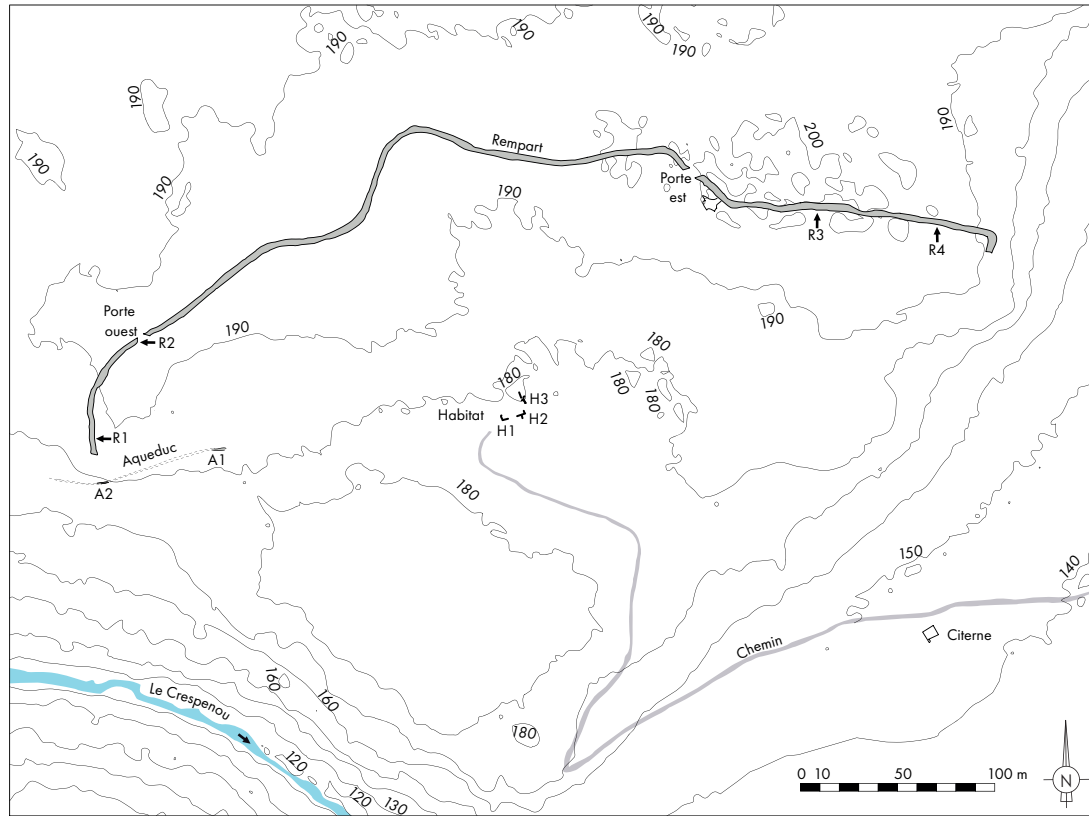 190
190
190
190
190
190
200
190
190
Rempart
Porte
est
190
R3
R4
Porte
ouest
R2
190
190
180
180
180
180
H3
Habitat
H2
H1
R1
Aqueduc
A1
A2
180
150
140
Citerne
Chemin
160
160
Le Crespenou
180
120
120
130
0 10 50 100 m
N